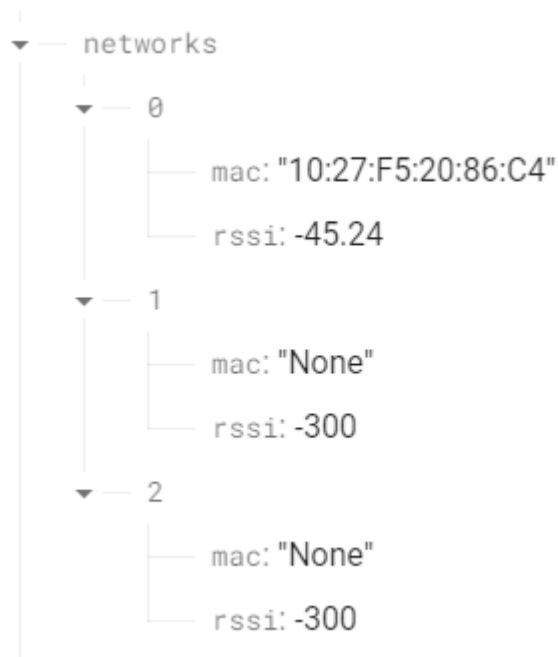 networks
0
mac: "10:27:F5:20:86:C4"
rssi: -45.24
1
mac: "None"
rssi: -300
2
mac: "None"
rssi: -300